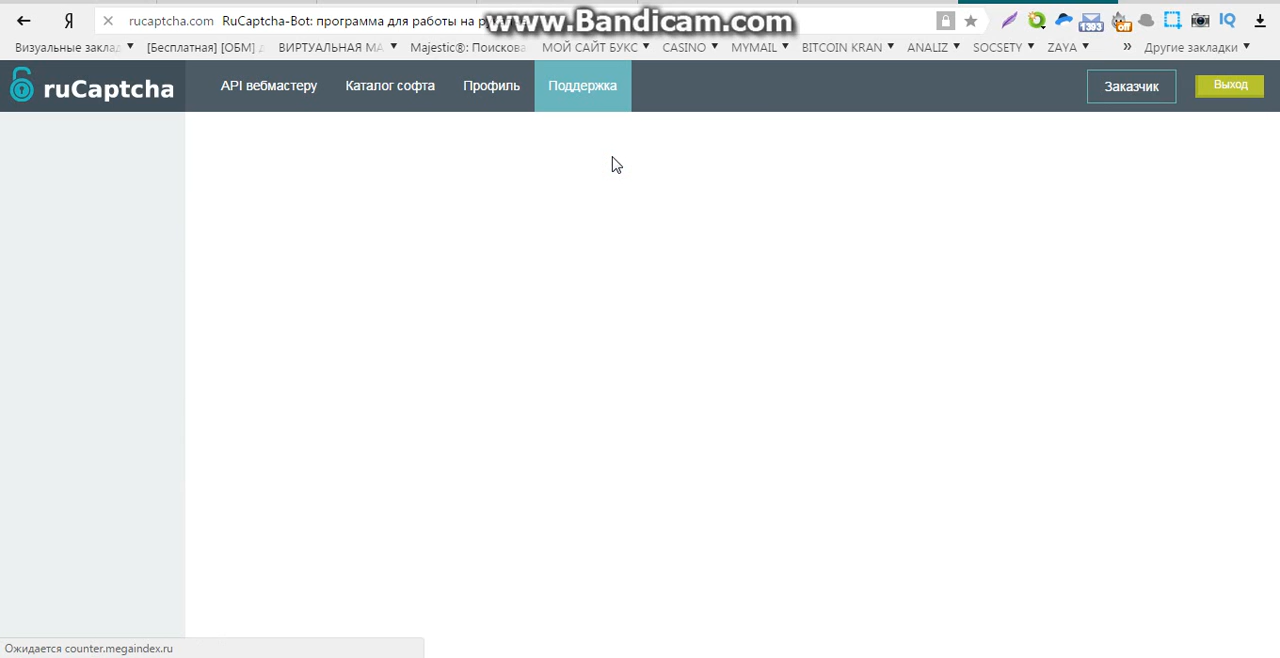 www.Bandicam.com
Я rucaptcha.com RuCaptcha-Bot: программа для работы на IQ
Визуальные заклад [Бесплатная] [ОБМ] ВИРТУАЛЬНАЯ МА Majestic®: Поискова МОЙ САЙТ БУКС CASINO MYMAIL BITCOIN KRAN ANALIZ SOCSETY ZAYA » Другие закладки
ruCaptcha API вебмастеру Каталог софта Профиль Поддержка Заказчик Выход
Ожидается counter.megaindex.ru